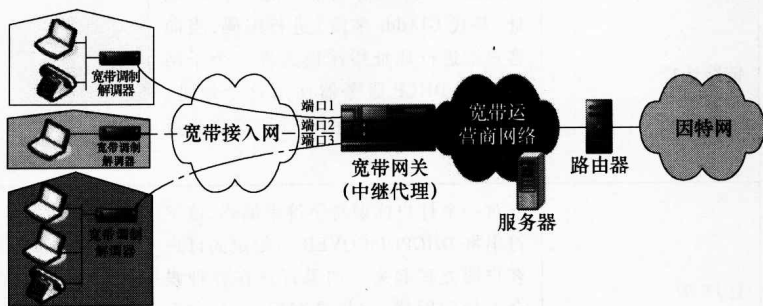 宽带调制
解调器
宽带调制
解调器
宽带调制
解调器
宽带接入网
端口1
端口2
端口3
宽带网关
(中继代理)
宽带运
营商网络
服务器
路由器
因特网